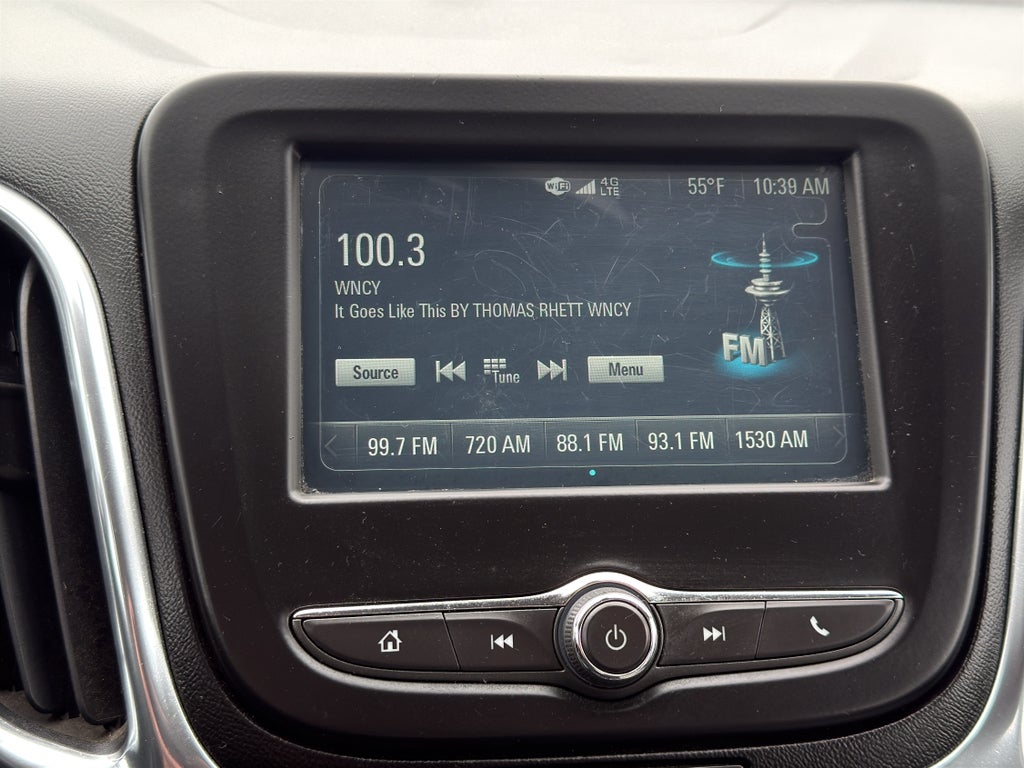 WiFi 4G LTE 55°F 10:39 AM
100.3
WNCY
It Goes Like This BY THOMAS RHETT WNCY
FM
Source Tune Menu
99.7 FM 720 AM 88.1 FM 93.1 FM 1530 AM